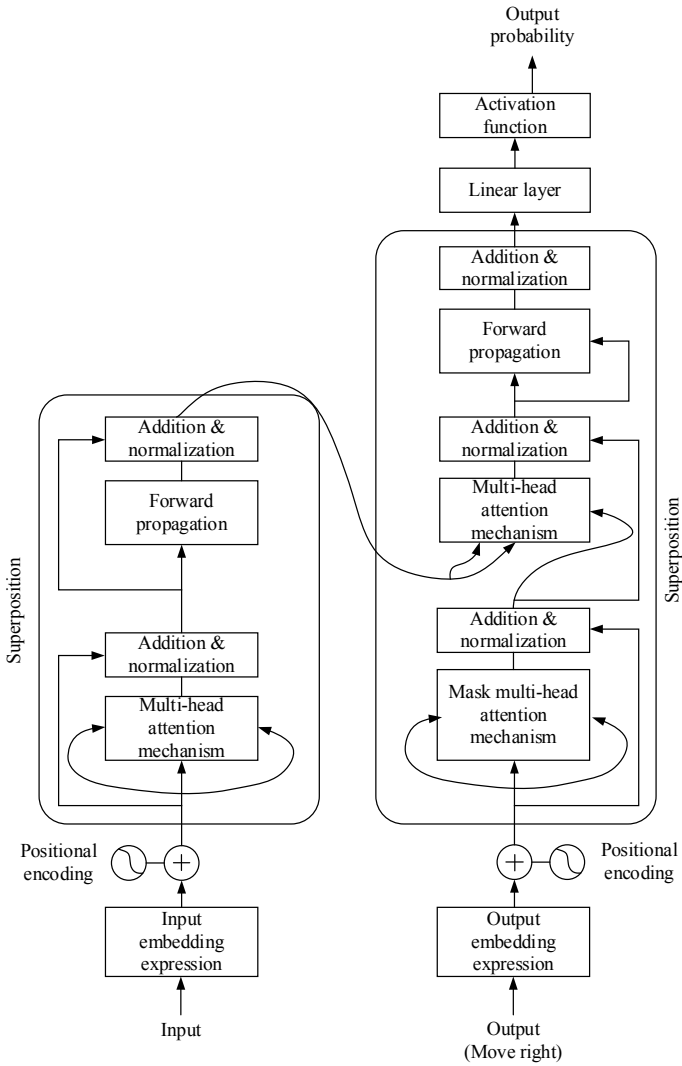 Output
probability
Activation
function
Linear layer
Addition &
normalization
Forward
propagation
Addition &
normalization
Multi-head
attention
mechanism
Addition &
normalization
Mask multi-head
attention
mechanism
Superposition
Positional
encoding
Output
embedding
expression
Output
(Move right)
Addition &
normalization
Forward
propagation
Addition &
normalization
Multi-head
attention
mechanism
Superposition
Positional
encoding
Input
embedding
expression
Input